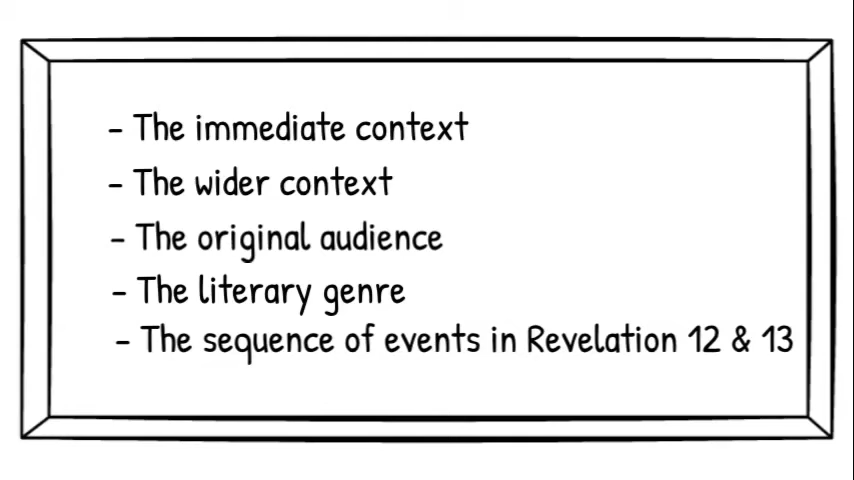 - The immediate context
- The wider context
- The original audience
- The literary genre
- The sequence of events in Revelation 12 & 13